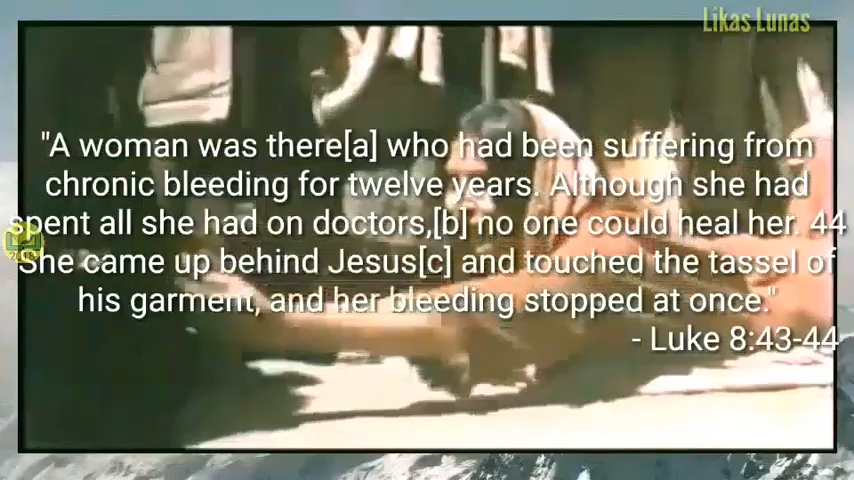 Likas Lunas
"A woman was there[a] who had been suffering from
chronic bleeding for twelve years. Although she had
spent all she had on doctors,[b] no one could heal her. 44
She came up behind Jesus[c] and touched the tassel of
his garment, and her bleeding stopped at once."
- Luke 8:43-44